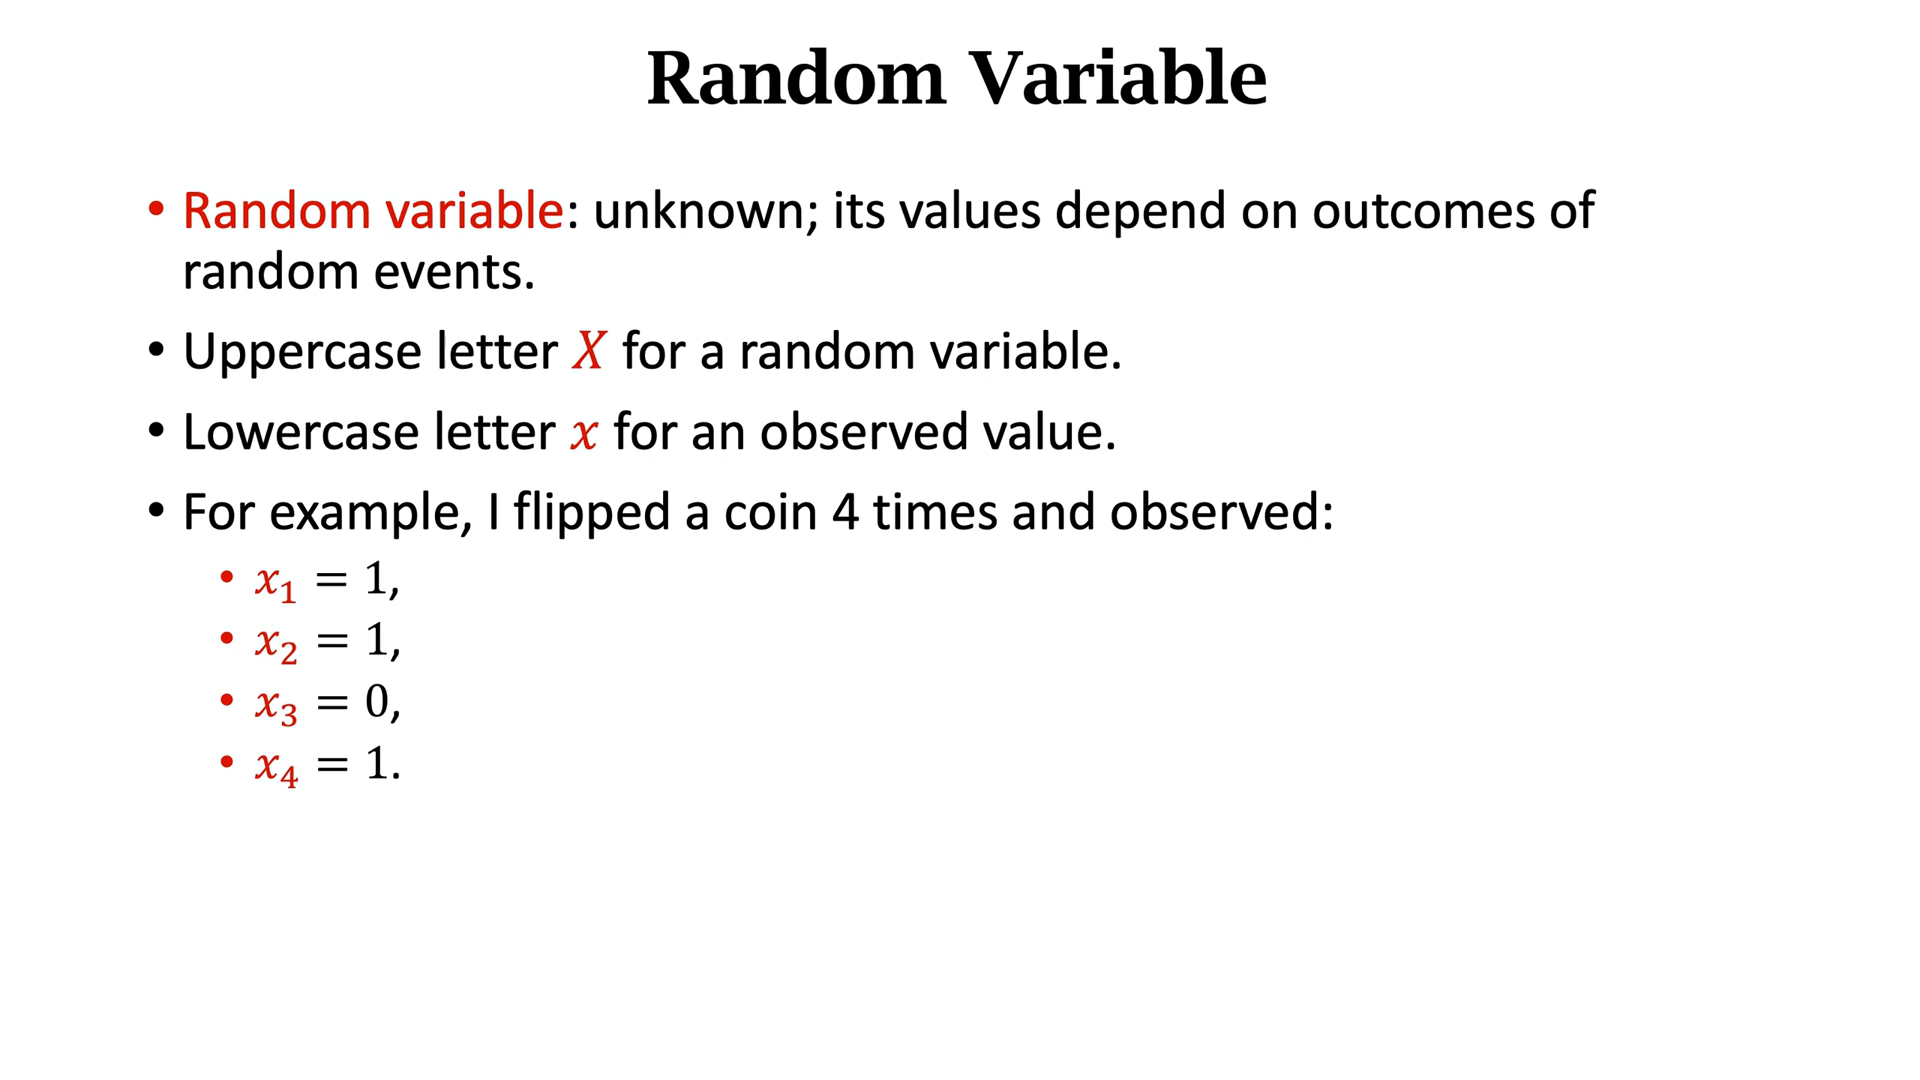 Random Variable
• Random variable: unknown; its values depend on outcomes of
random events.
• Uppercase letter X for a random variable.
• Lowercase letter x for an observed value.
• For example, I flipped a coin 4 times and observed:
• x₁ = 1,
• x₂ = 1,
• x₃ = 0,
• x₄ = 1.